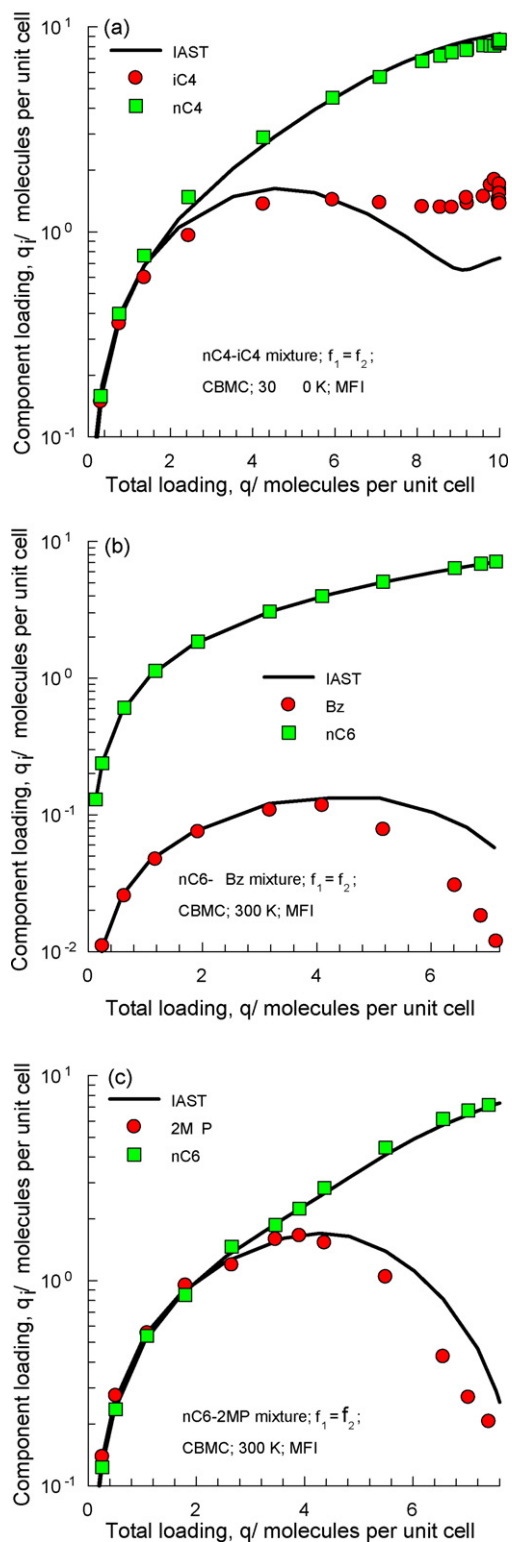 (a)
IAST
iC4
nC4
Component loading, qᵢ/ molecules per unit cell
10¹
10⁰
10⁻¹
nC4-iC4 mixture; f₁ = f₂;
CBMC; 30 0 K; MFI
0 2 4 6 8 10
Total loading, q/ molecules per unit cell
(b)
Component loading, qᵢ/ molecules per unit cell
10¹
10⁰
10⁻¹
10⁻²
IAST
Bz
nC6
nC6- Bz mixture; f₁ = f₂;
CBMC; 300 K; MFI
0 2 4 6
Total loading, q/ molecules per unit cell
(c)
IAST
2M P
nC6
Component loading, qᵢ/ molecules per unit cell
10¹
10⁰
10⁻¹
nC6-2MP mixture; f₁ = f₂;
CBMC; 300 K; MFI
0 2 4 6
Total loading, q/ molecules per unit cell